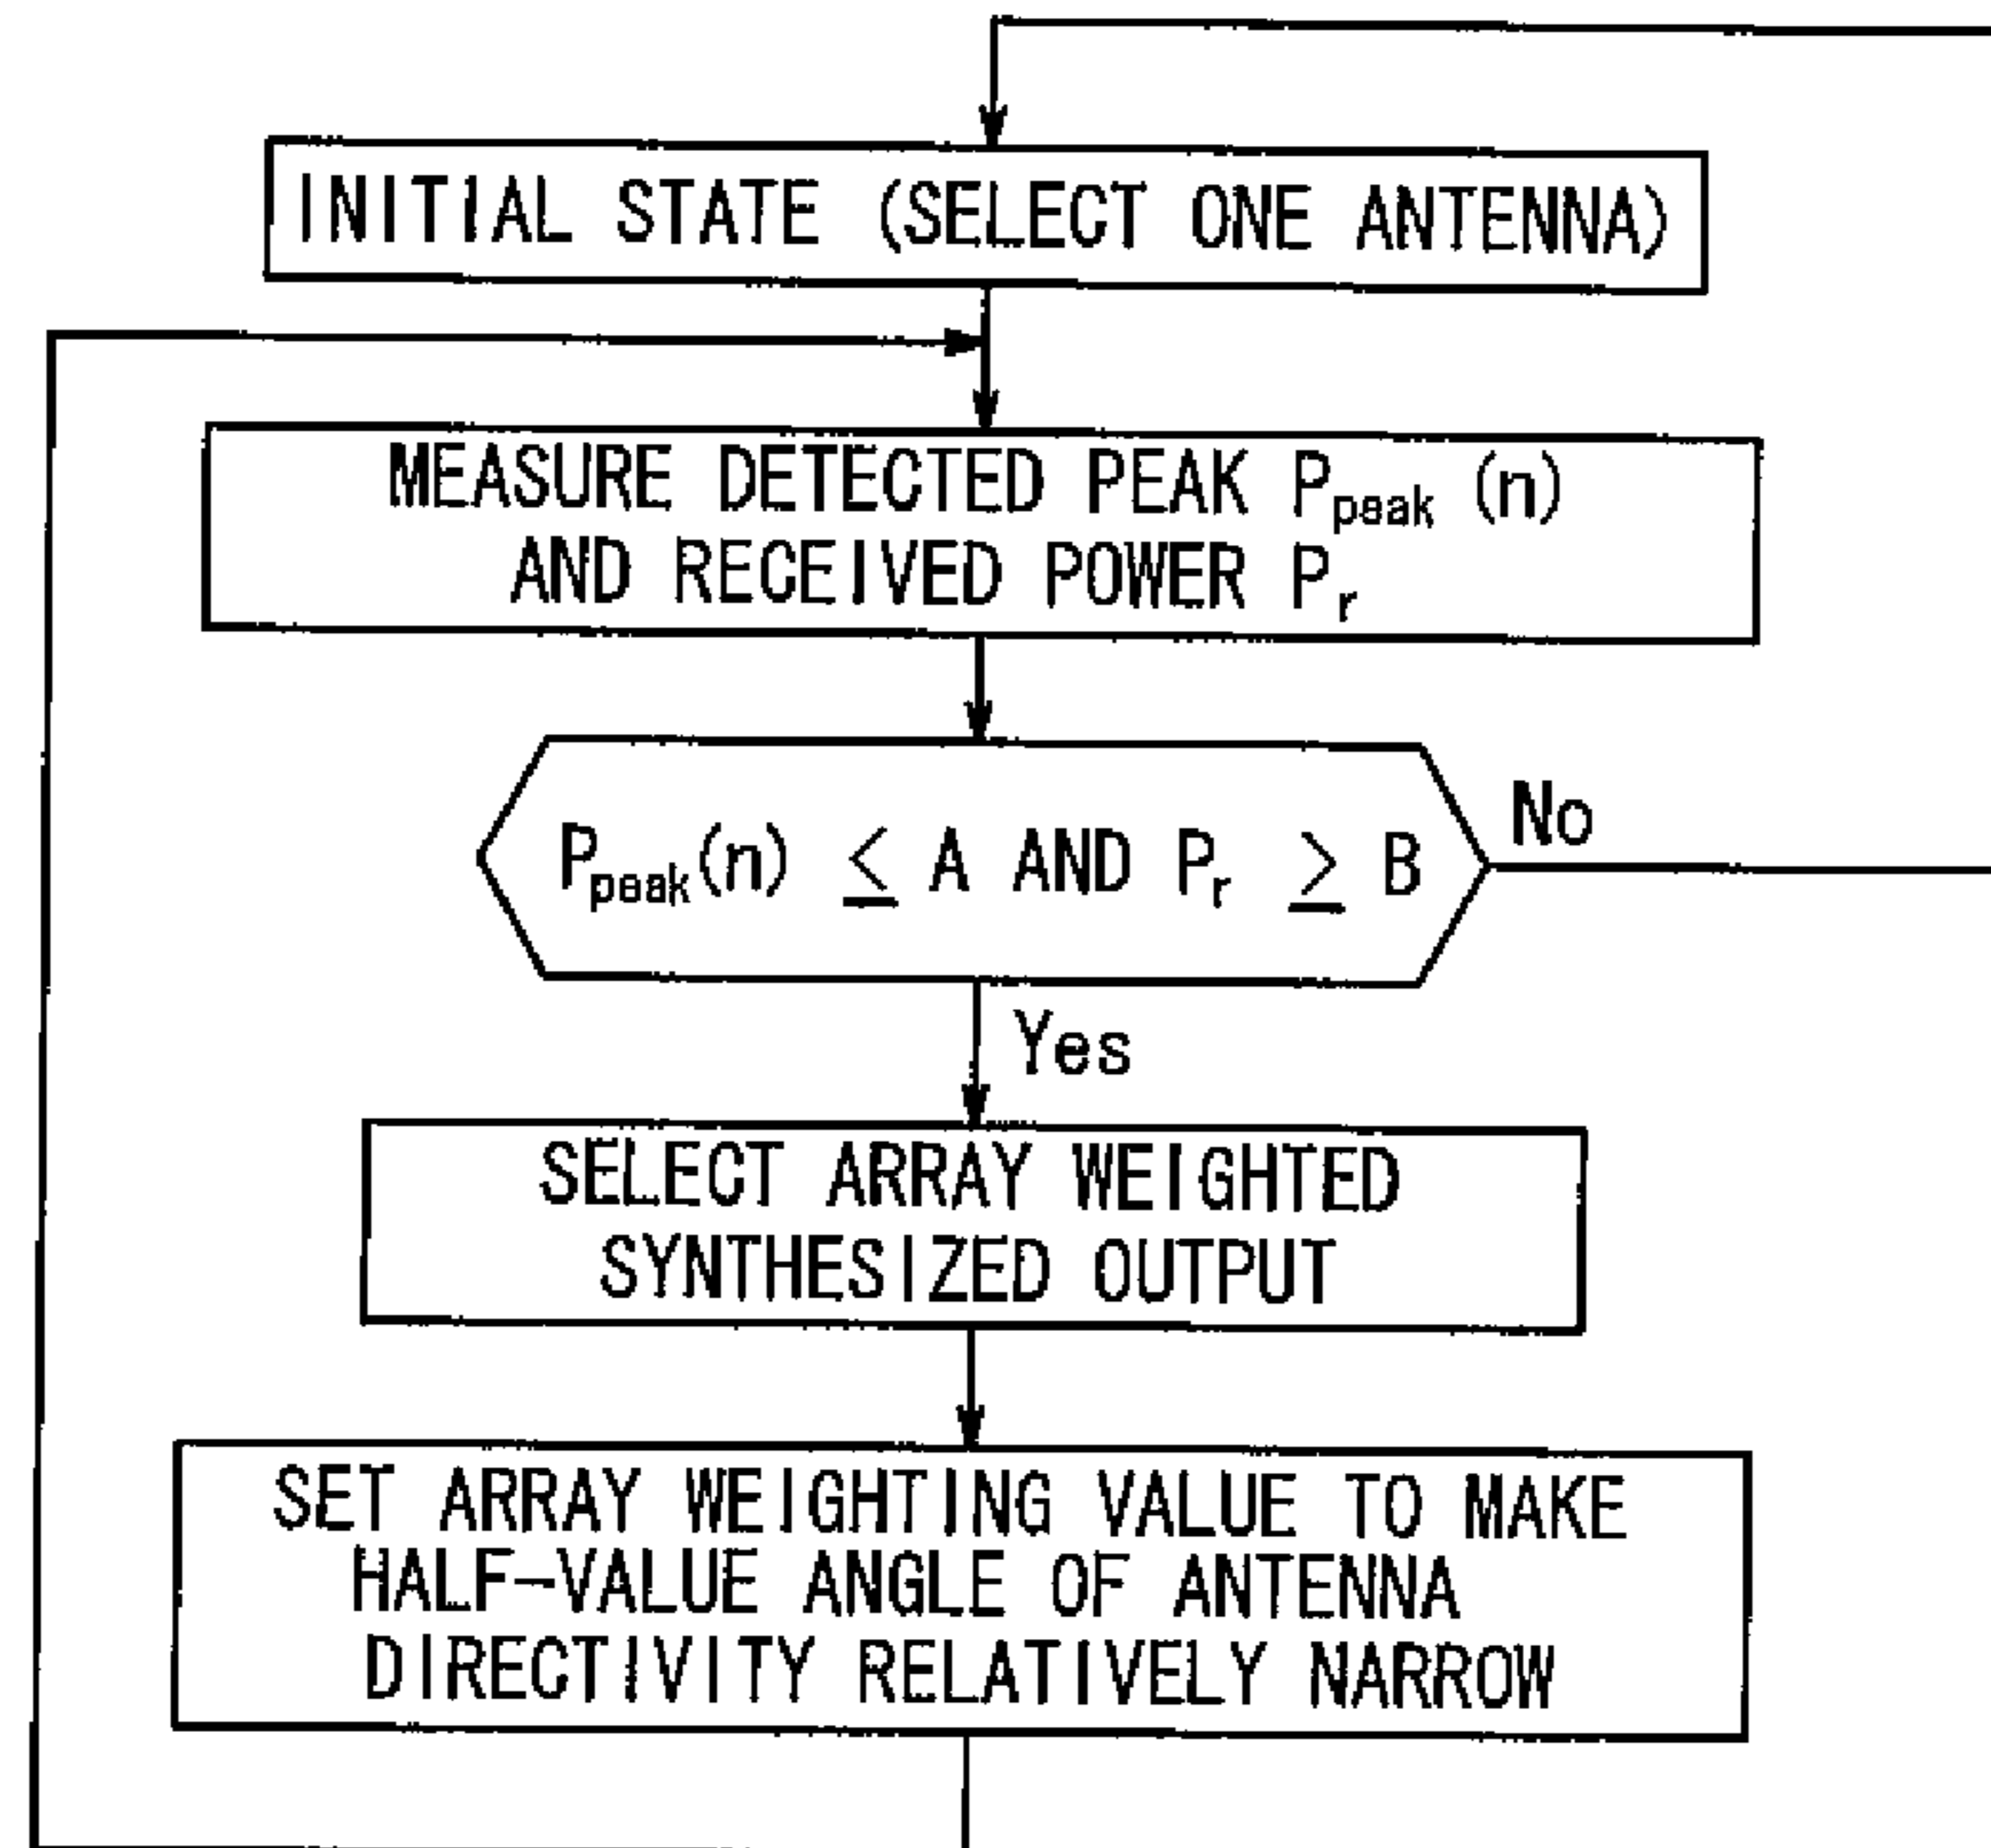 INITIAL STATE (SELECT ONE ANTENNA)
MEASURE DETECTED PEAK Ppeak (n)
AND RECEIVED POWER Pr
Ppeak(n) ≤ A AND Pr ≥ B
No
Yes
SELECT ARRAY WEIGHTED
SYNTHESIZED OUTPUT
SET ARRAY WEIGHTING VALUE TO MAKE
HALF-VALUE ANGLE OF ANTENNA
DIRECTIVITY RELATIVELY NARROW